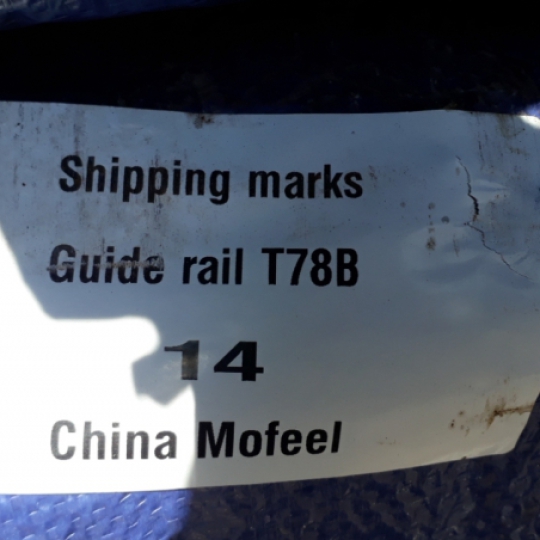 Shipping marks
Guide rail T78B
14
China Mofeel